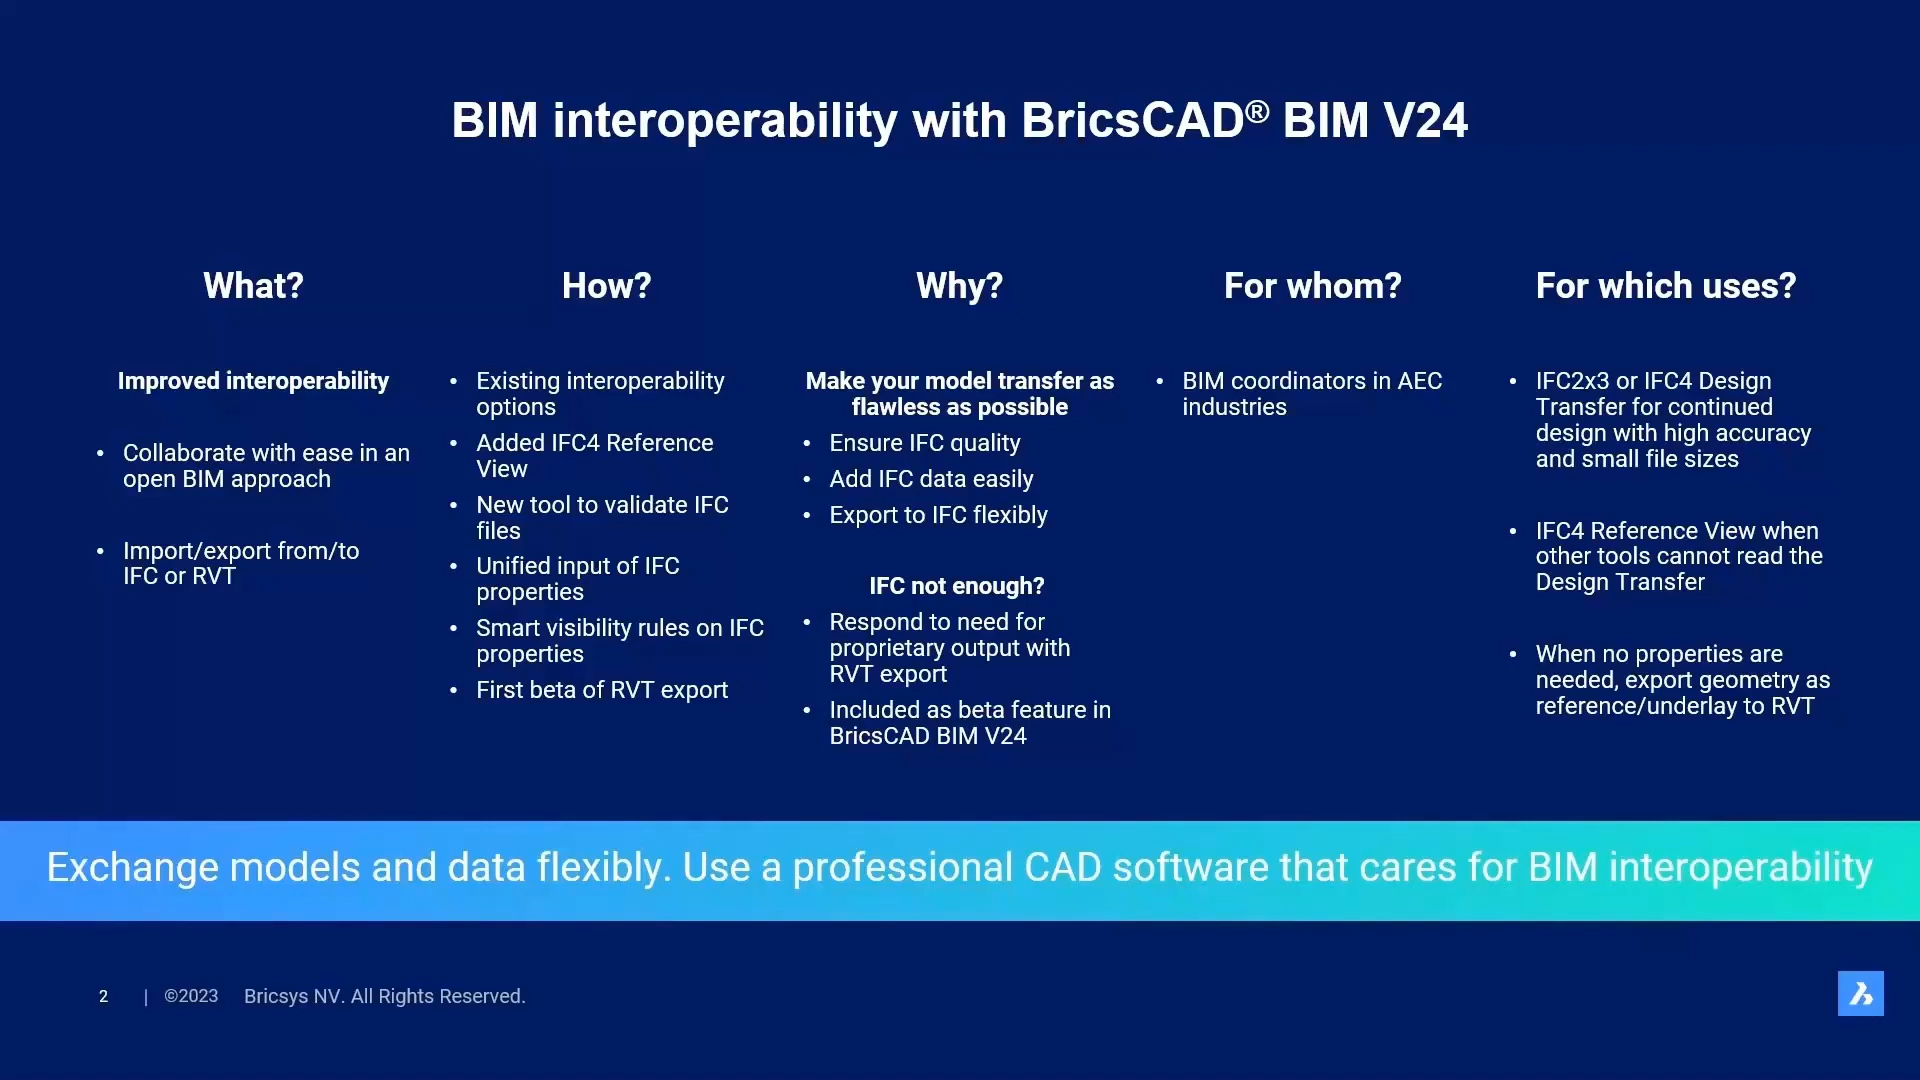 BIM interoperability with BricsCAD® BIM V24
What?
Improved interoperability
• Collaborate with ease in an
open BIM approach
• Import/export from/to
IFC or RVT
How?
• Existing interoperability
options
• Added IFC4 Reference
View
• New tool to validate IFC
files
• Unified input of IFC
properties
• Smart visibility rules on IFC
properties
• First beta of RVT export
Why?
Make your model transfer as
flawless as possible
• Ensure IFC quality
• Add IFC data easily
• Export to IFC flexibly
IFC not enough?
• Respond to need for
proprietary output with
RVT export
• Included as beta feature in
BricsCAD BIM V24
For whom?
• BIM coordinators in AEC
industries
For which uses?
• IFC2x3 or IFC4 Design
Transfer for continued
design with high accuracy
and small file sizes
• IFC4 Reference View when
other tools cannot read the
Design Transfer
• When no properties are
needed, export geometry as
reference/underlay to RVT
Exchange models and data flexibly. Use a professional CAD software that cares for BIM interoperability
2 | ©2023 Bricsys NV. All Rights Reserved.